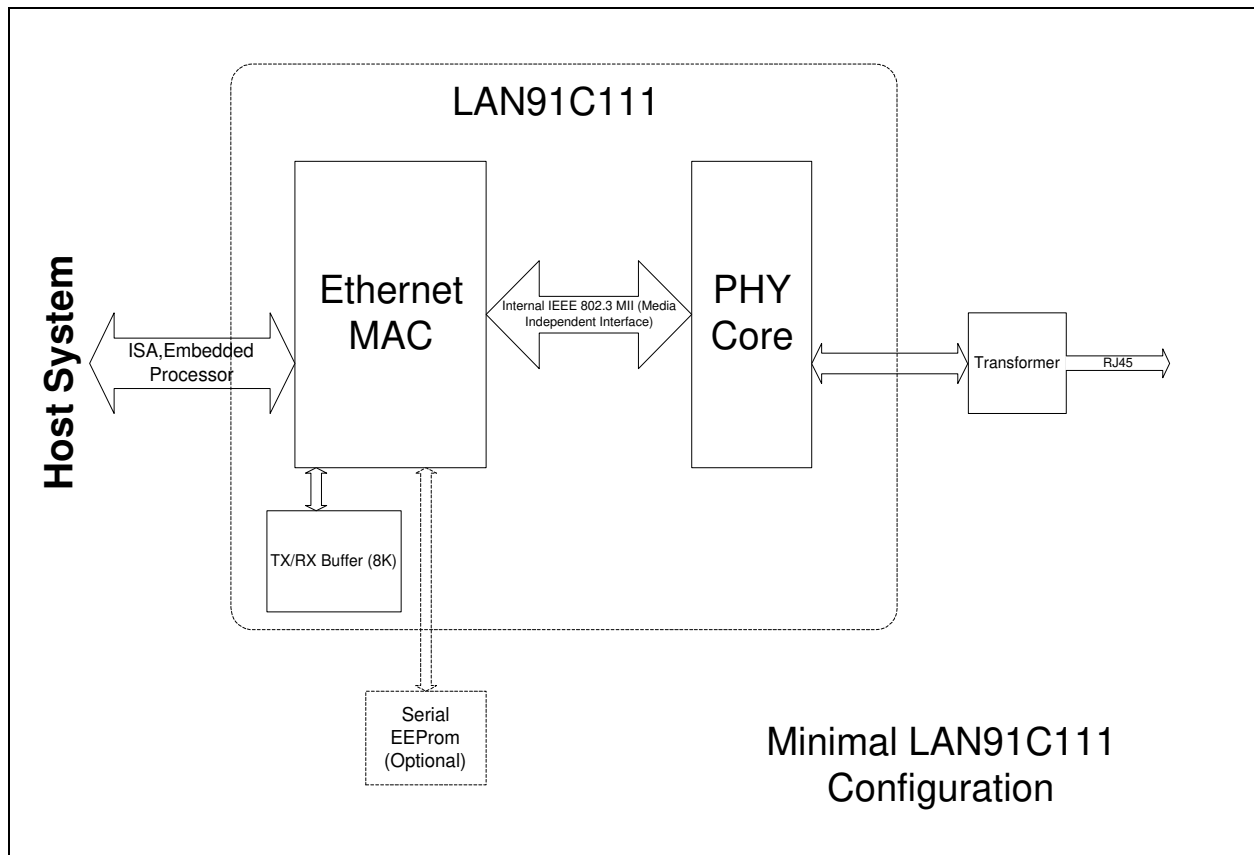 LAN91C111
Host System
ISA,Embedded
Processor
Ethernet
MAC
Internal IEEE 802.3 MII (Media
Independent Interface)
PHY
Core
Transformer
RJ45
TX/RX Buffer (8K)
Serial
EEProm
(Optional)
Minimal LAN91C111
Configuration